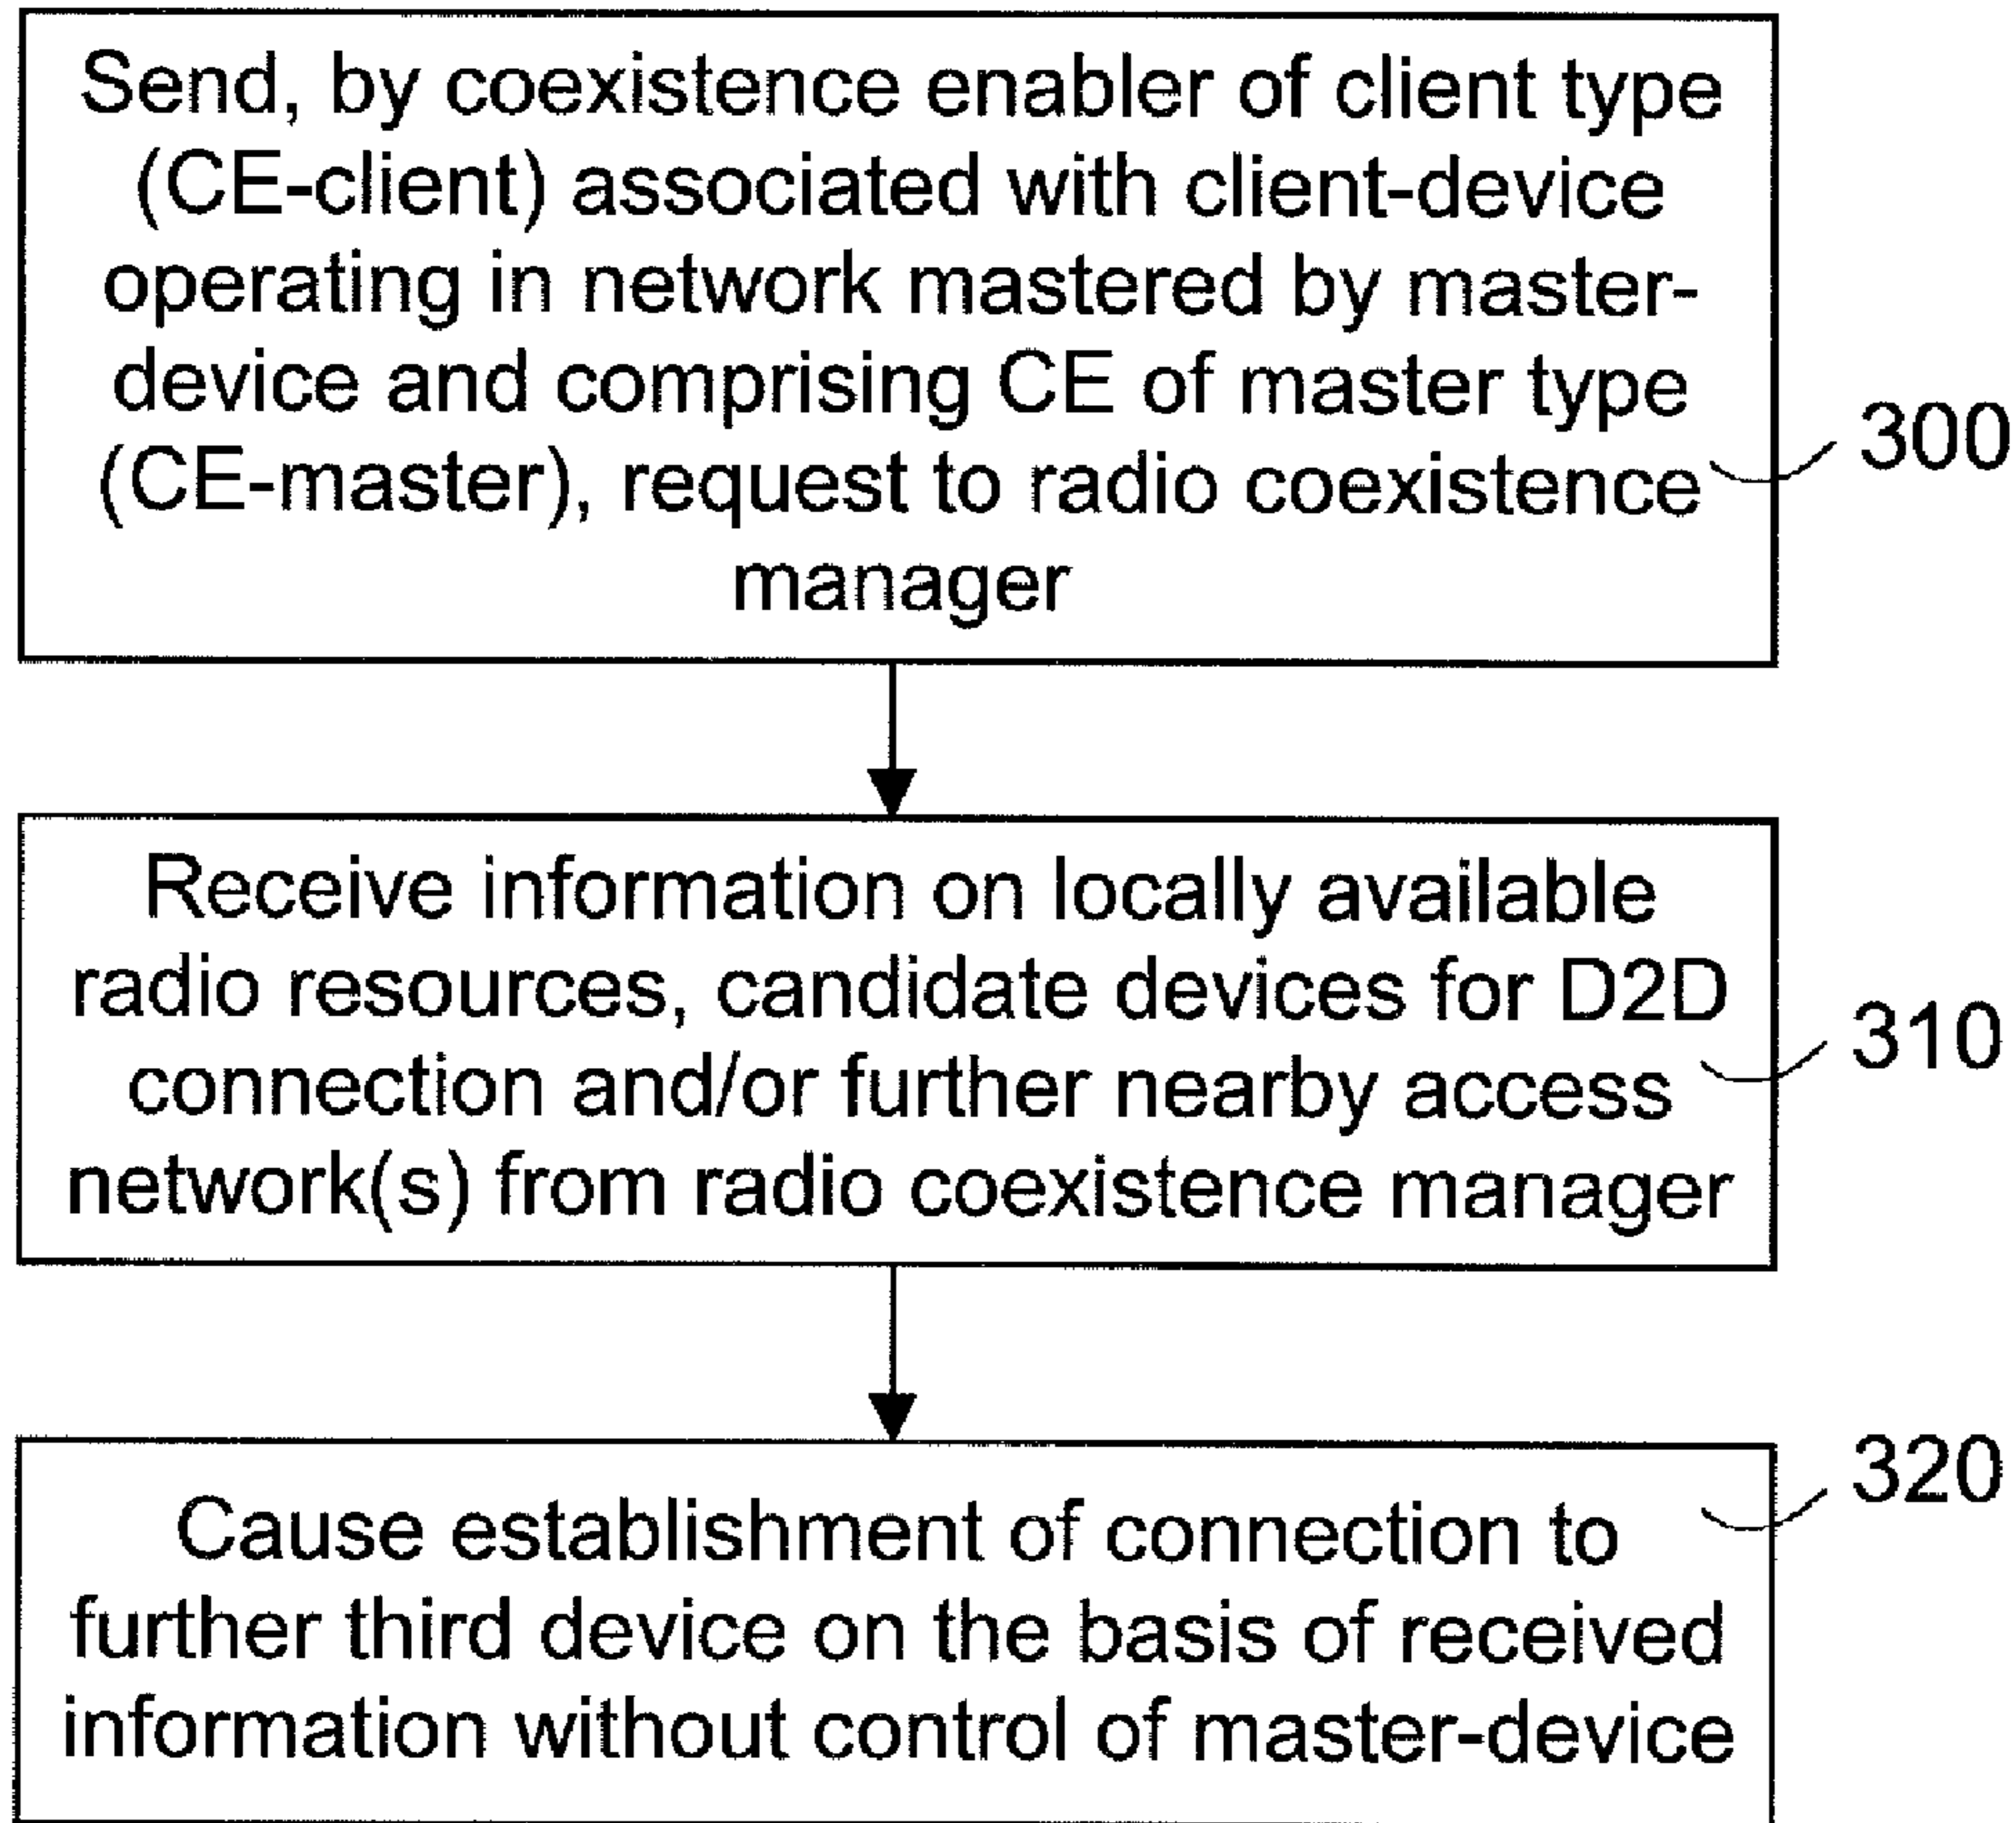 Send, by coexistence enabler of client type
(CE-client) associated with client-device
operating in network mastered by master-
device and comprising CE of master type
(CE-master), request to radio coexistence
manager
300
Receive information on locally available
radio resources, candidate devices for D2D
connection and/or further nearby access
network(s) from radio coexistence manager
310
Cause establishment of connection to
further third device on the basis of received
information without control of master-device
320